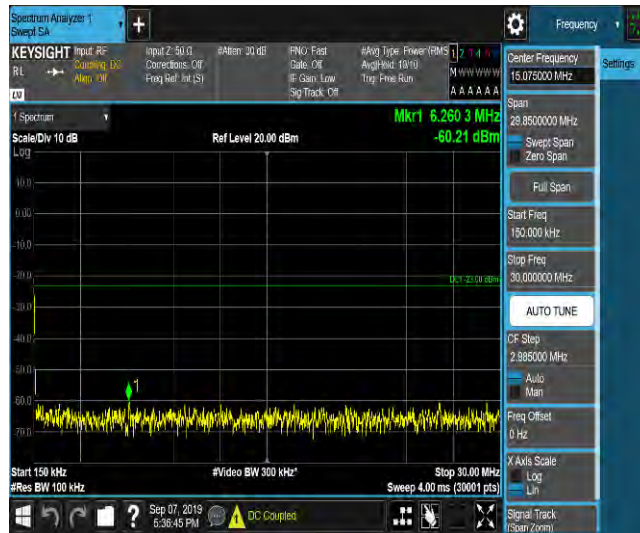 Spectrum Analyzer 1
Swept SA
+
Frequency
KEYSIGHT
Input: RF
Coupling: DC
Align: Off
Input Z: 50 Ω
Corrections: Off
Freq Ref: Int (S)
#Atten: 30 dB
PNO: Fast
Gate: Off
IF Gain: Low
Sig Track: Off
#Avg Type: Power (RMS
Avg|Hold: 10/10
Trig: Free Run
1 2
M W W W W W
A A A A A A
RL
LXI
1 Spectrum
Scale/Div 10 dB
Log
Ref Level 20.00 dBm
Mkr1 6.260 3 MHz
-60.21 dBm
10.0
0.00
-10.0
-20.0
-30.0
-40.0
-50.0
-60.0
-70.0
DL1 -23.00 dBm
1
Start 150 kHz
#Res BW 100 kHz
#Video BW 300 kHz*
Stop 30.00 MHz
Sweep 4.00 ms (30001 pts)
?
Sep 07, 2019
5:36:45 PM
DC Coupled
Center Frequency
15.075000 MHz
Settings
Span
29.8500000 MHz
Swept Span
Zero Span
Full Span
Start Freq
150.000 kHz
Stop Freq
30.000000 MHz
AUTO TUNE
CF Step
2.985000 MHz
Auto
Man
Freq Offset
0 Hz
X Axis Scale
Log
Lin
Signal Track
(Span Zoom)